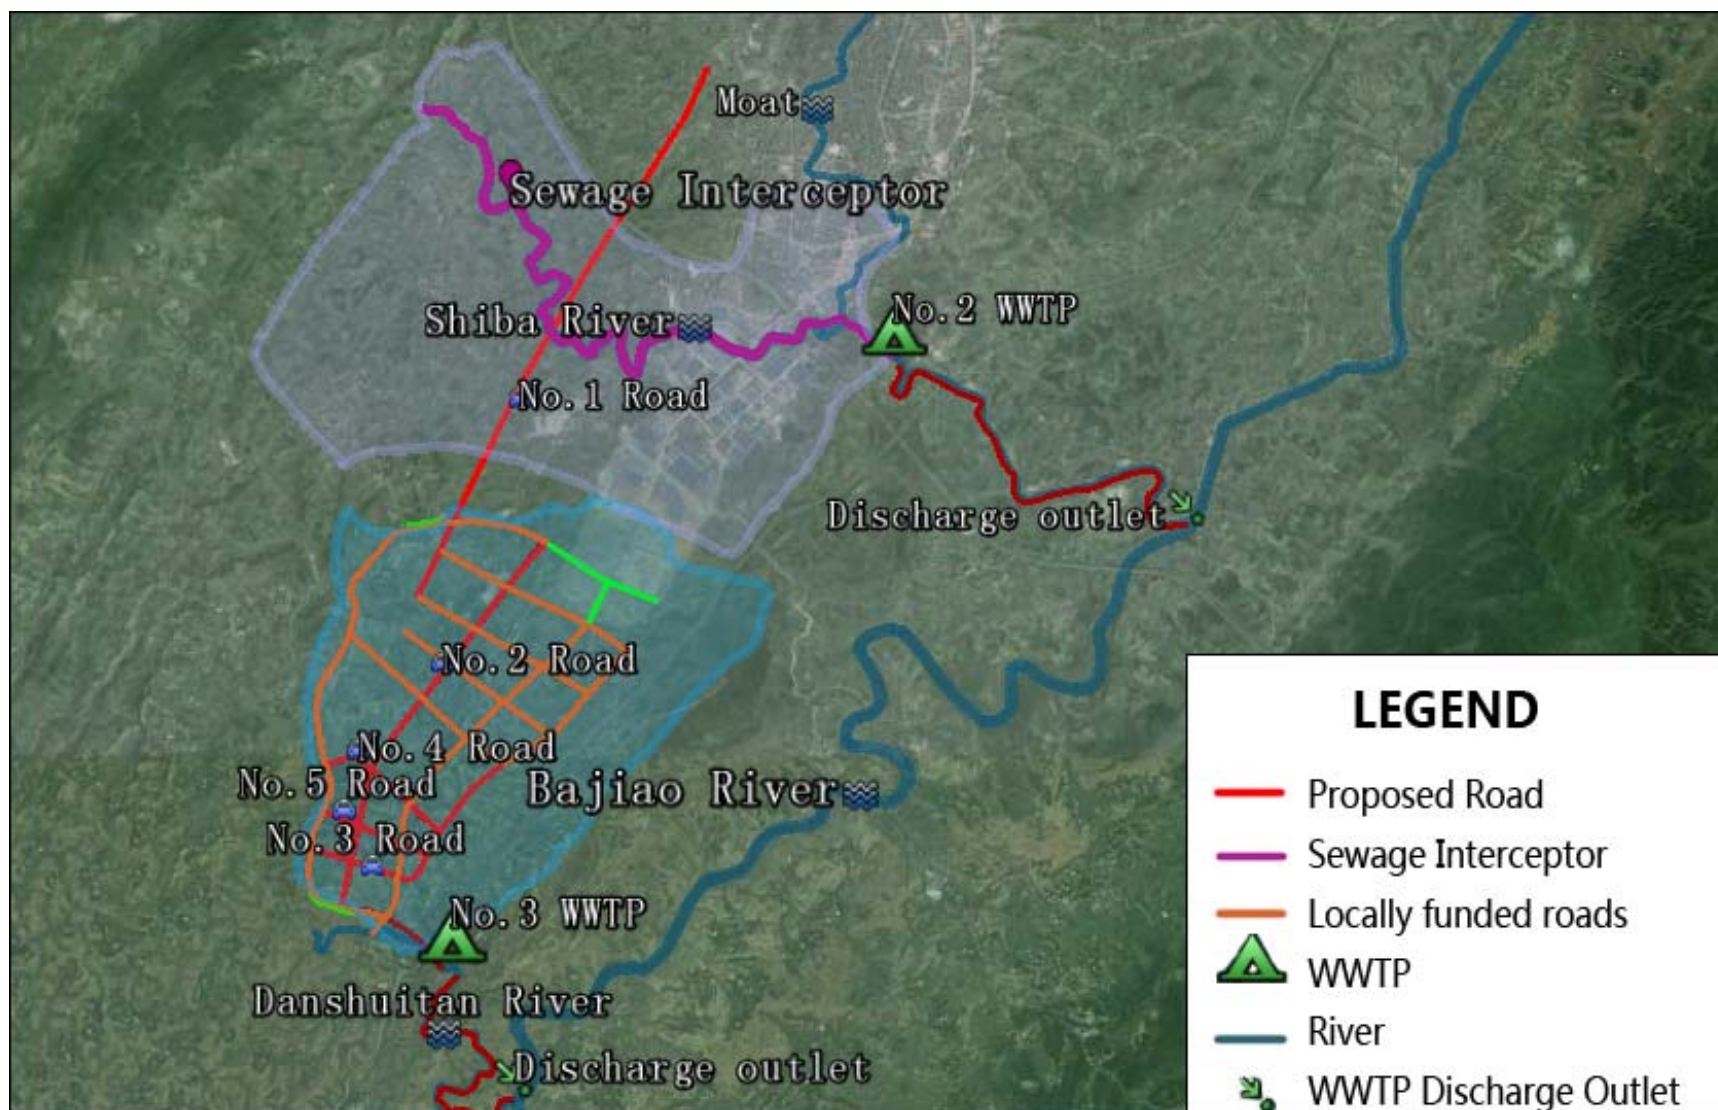 Moat
Sewage Interceptor
No.2 WWTP
Shiba River
No.1 Road
Discharge outlet
No.2 Road
No.4 Road
No.5 Road
Bajiao River
No.3 Road
No.3 WWTP
Danshuitan River
Discharge outlet
LEGEND
Proposed Road
Sewage Interceptor
Locally funded roads
WWTP
River
WWTP Discharge Outlet